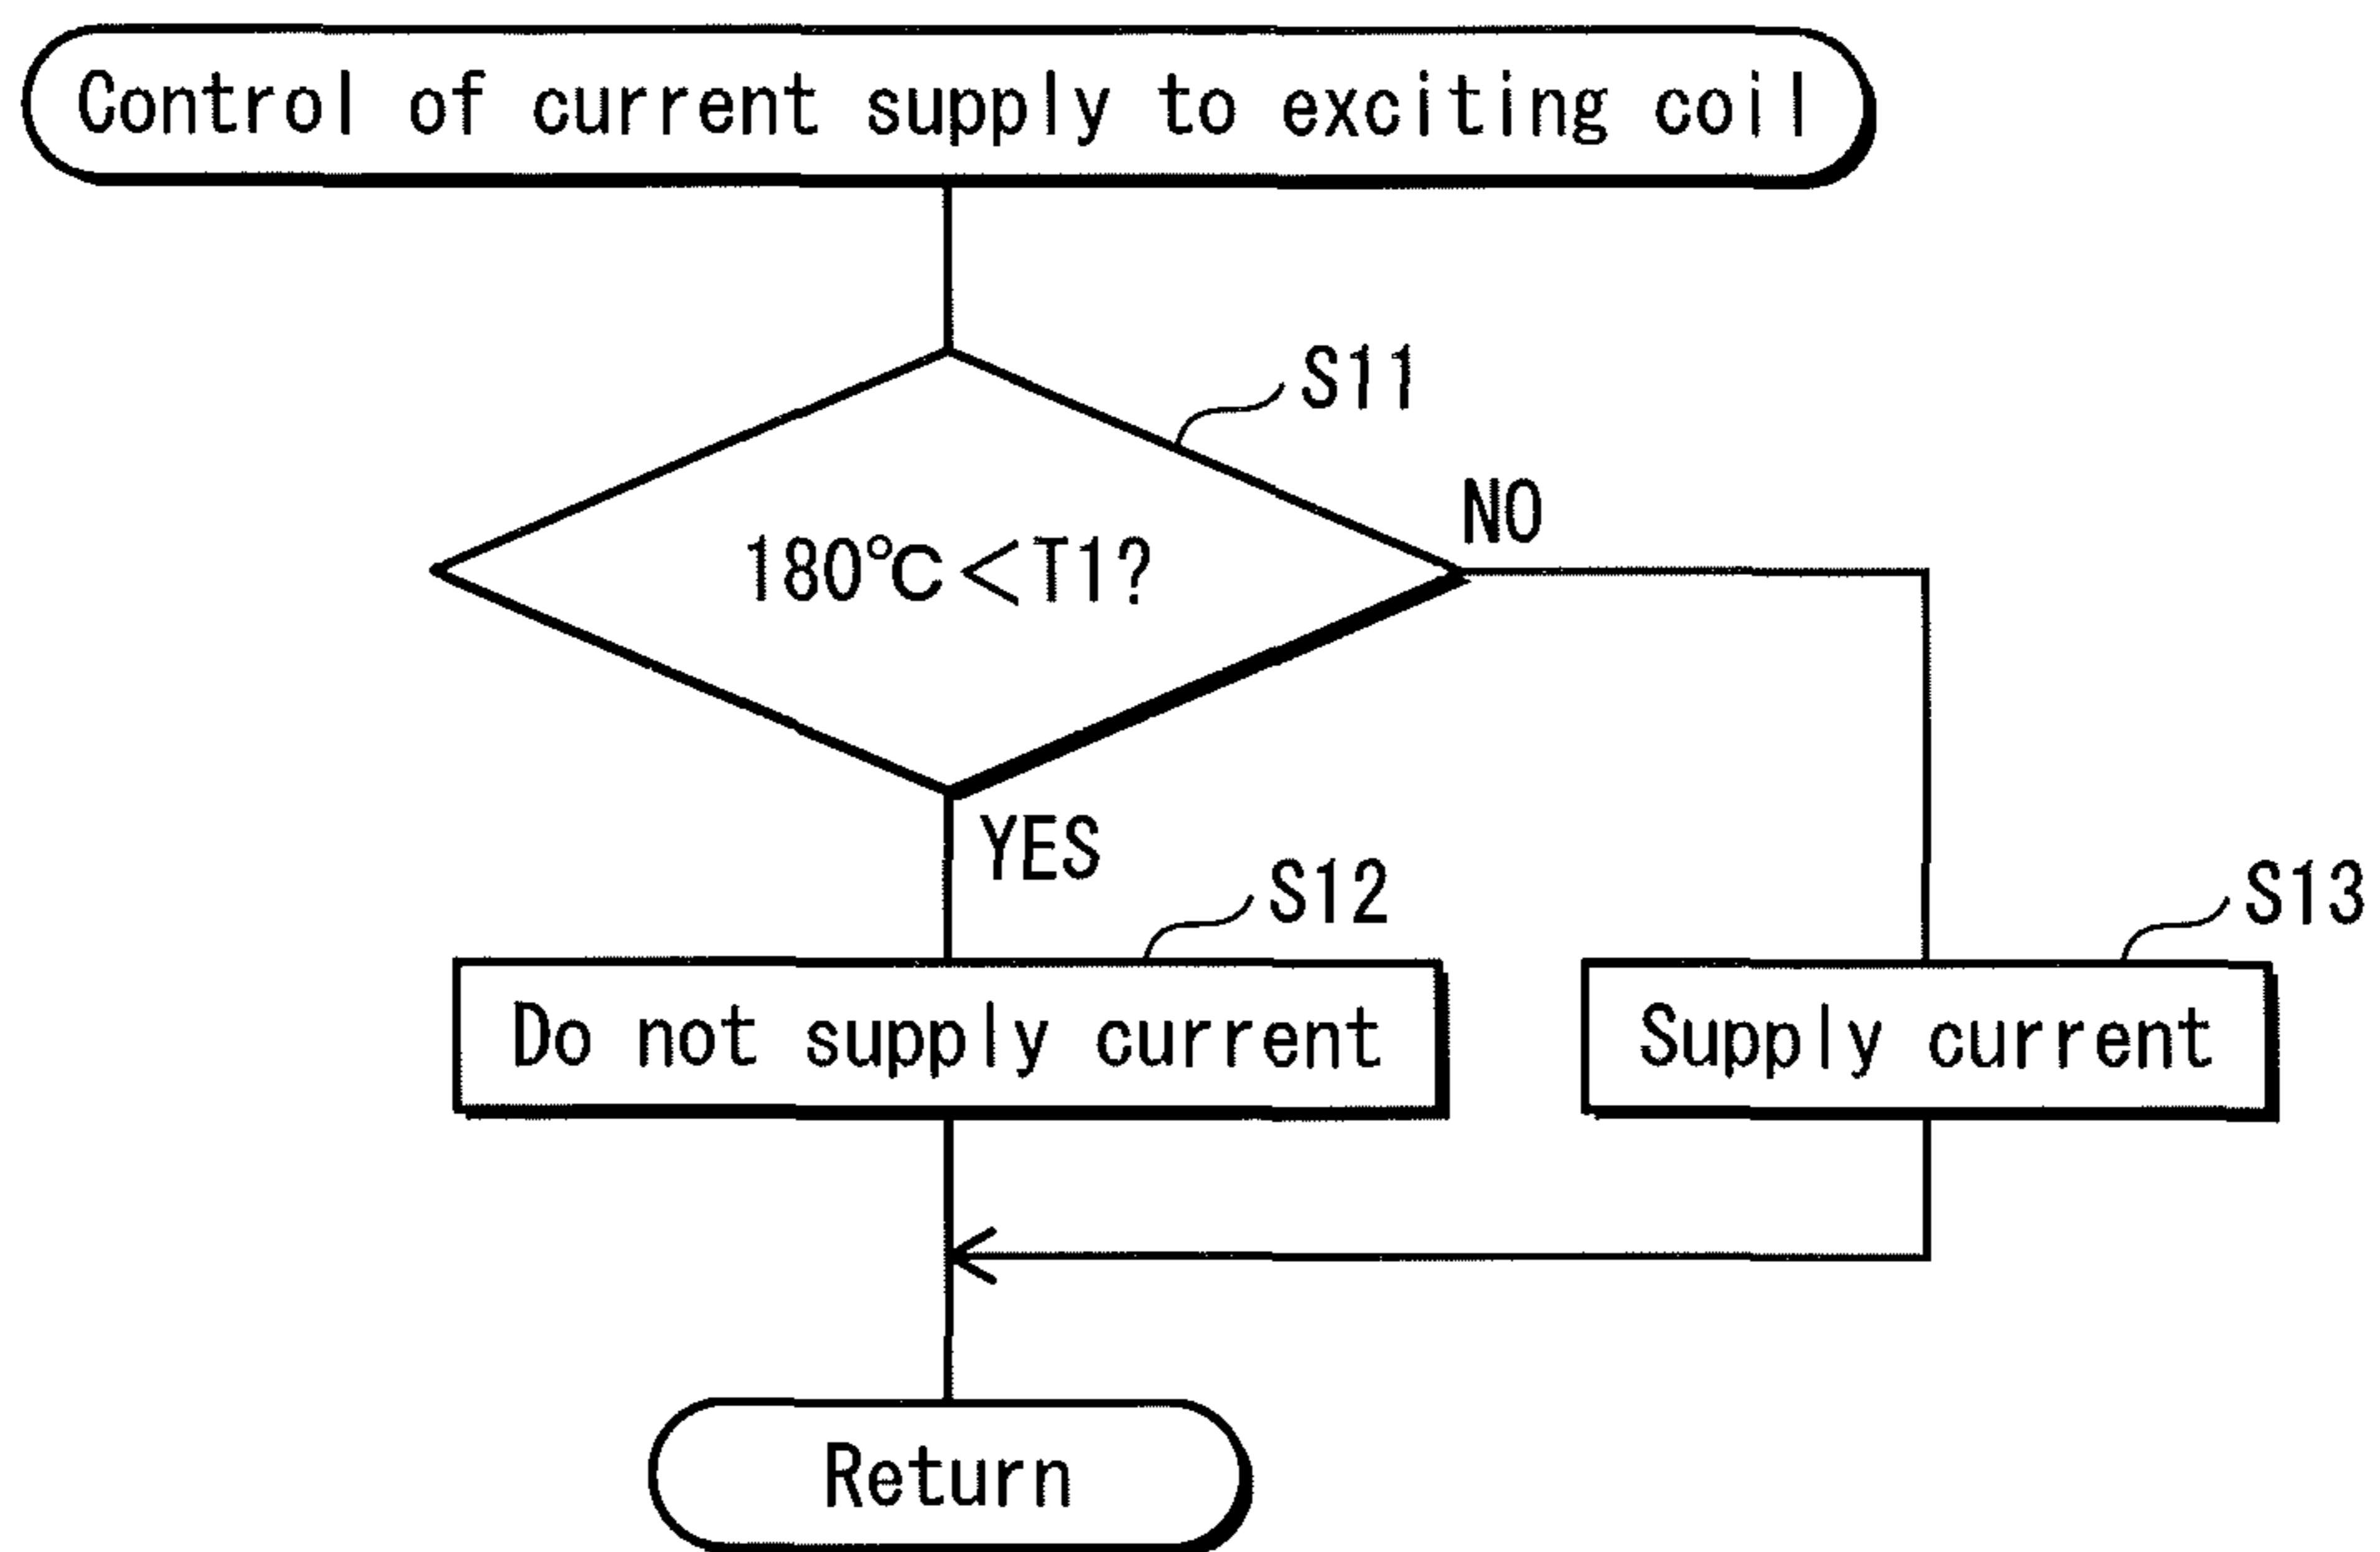 Control of current supply to exciting coil
S11
180℃<T1?
NO
YES
S12
S13
Do not supply current
Supply current
Return